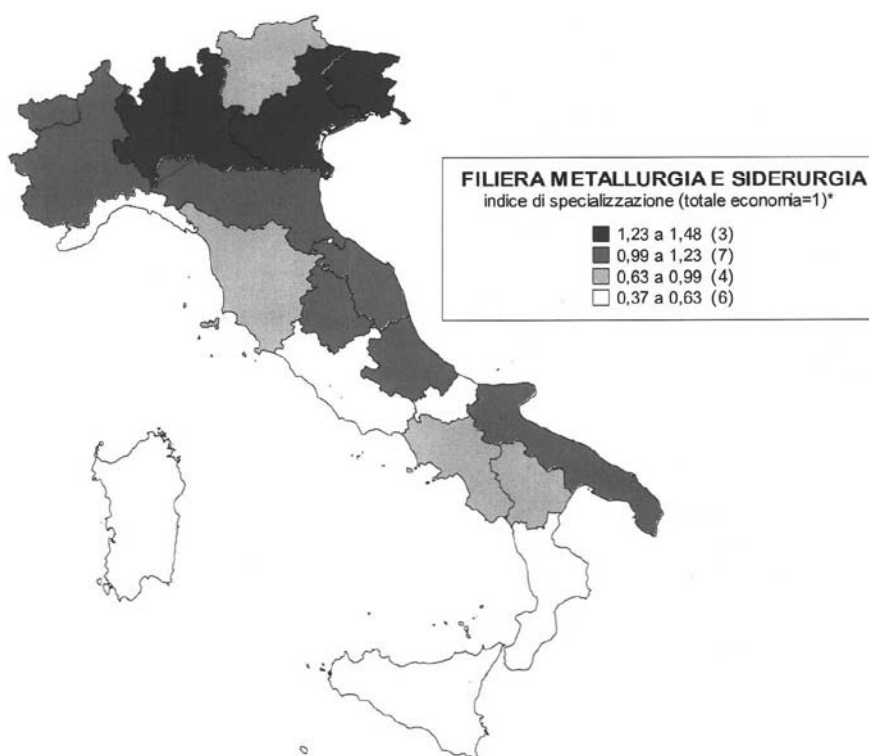 FILIERA METALLURGIA E SIDERURGIA
indice di specializzazione (totale economia=1)*
1,23 a 1,48 (3)
0,99 a 1,23 (7)
0,63 a 0,99 (4)
0,37 a 0,63 (6)